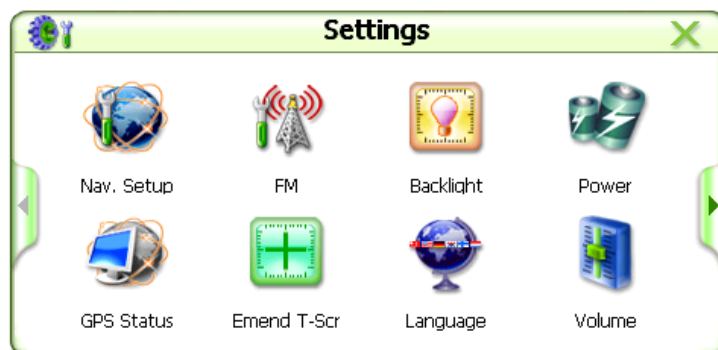 Settings
Nav. Setup FM Backlight Power
GPS Status Emend T-Scr Language Volume